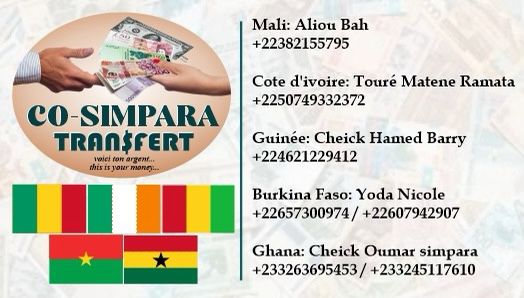 CO-SIMPARA
TRAN$FERT
voici ton argent...
this is your money...
Mali: Aliou Bah
+22382155795
Cote d'ivoire: Touré Matene Ramata
+2250749332372
Guinée: Cheick Hamed Barry
+224621229412
Burkina Faso: Yoda Nicole
+22657300974 / +22607942907
Ghana: Cheick Oumar simpara
+233263695453 / +233245117610